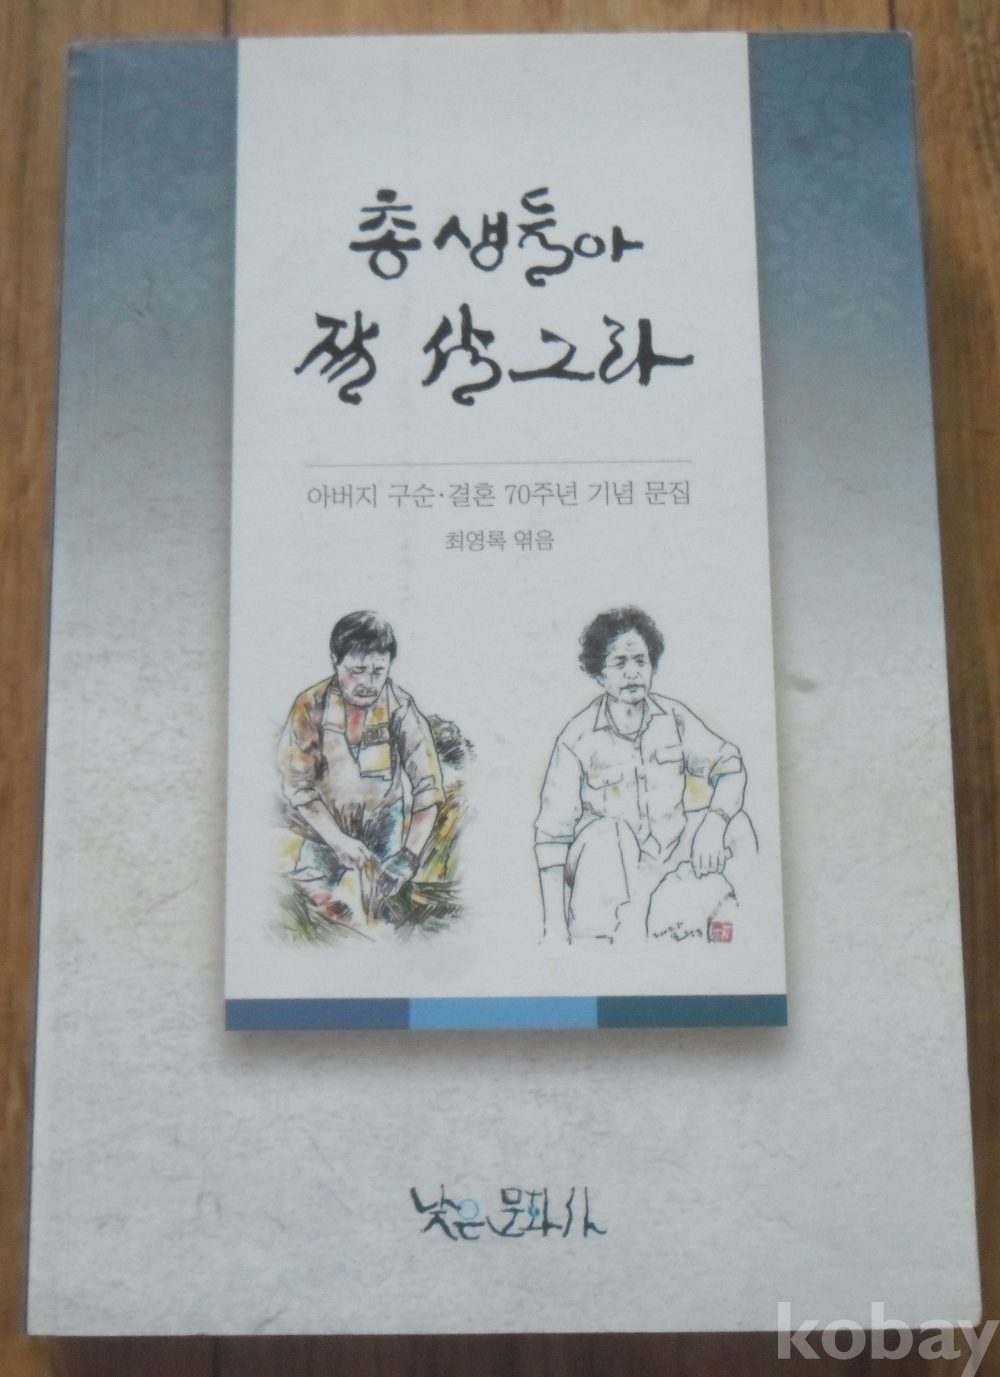 총생들아
잘 살그라
아버지 구순·결혼 70주년 기념 문집
최영록 엮음
낮은문화사
kobay